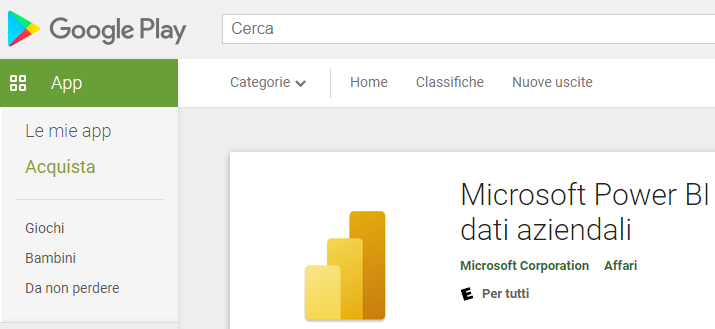 Google Play
Cerca
App
Categorie
Home
Classifiche
Nuove uscite
Le mie app
Acquista
Giochi
Bambini
Da non perdere
Microsoft Power BI
dati aziendali
Microsoft Corporation
Affari
E
Per tutti